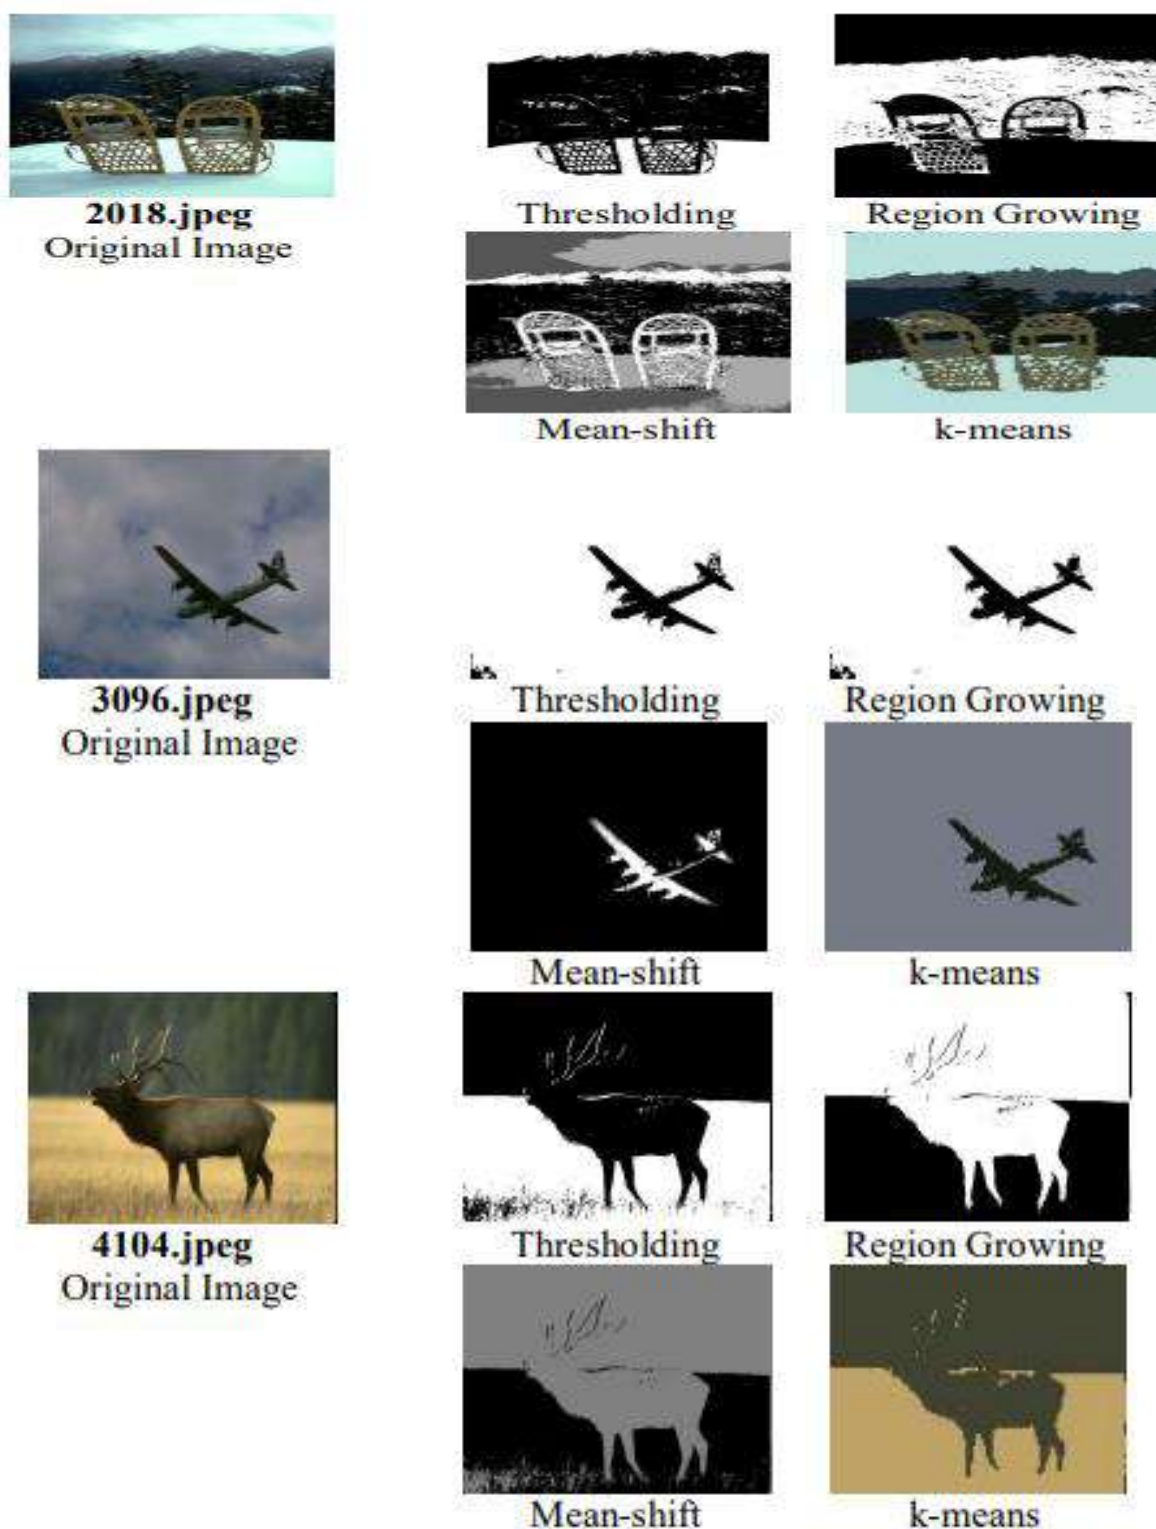 2018.jpeg
Original Image
Thresholding
Region Growing
Mean-shift
k-means
3096.jpeg
Original Image
Thresholding
Region Growing
Mean-shift
k-means
4104.jpeg
Original Image
Thresholding
Region Growing
Mean-shift
k-means